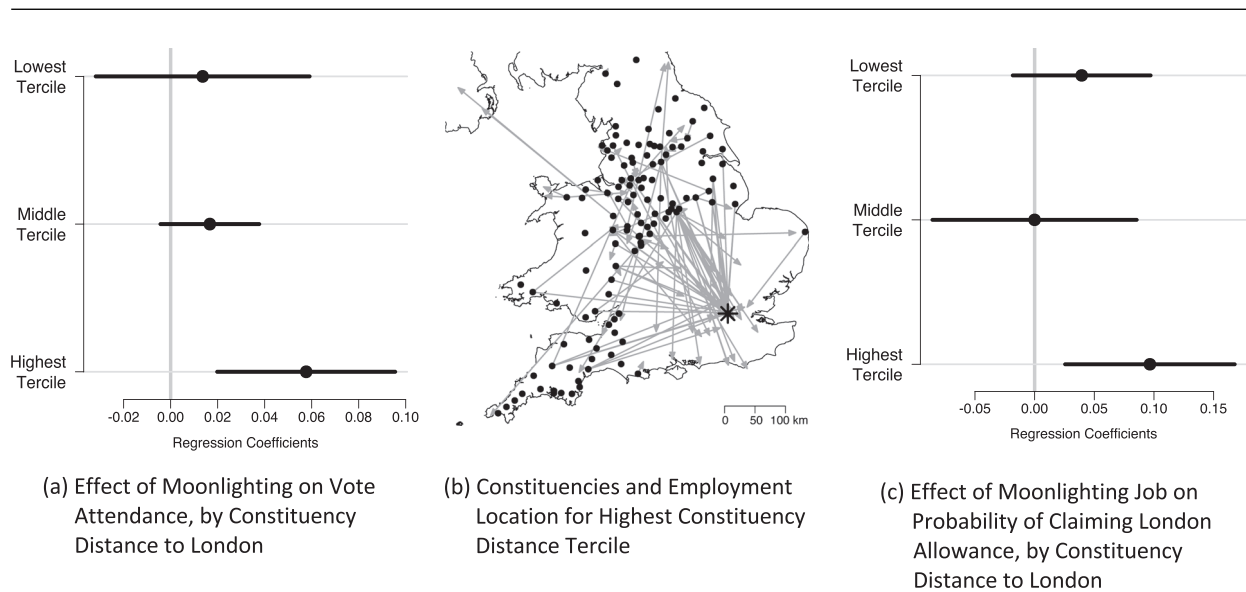 Lowest
Tercile
Middle
Tercile
Highest
Tercile
-0.02 0.00 0.02 0.04 0.06 0.08 0.10
Regression Coefficients
(a) Effect of Moonlighting on Vote
Attendance, by Constituency
Distance to London
0 50 100 km
(b) Constituencies and Employment
Location for Highest Constituency
Distance Tercile
Lowest
Tercile
Middle
Tercile
Highest
Tercile
-0.05 0.00 0.05 0.10 0.15
Regression Coefficients
(c) Effect of Moonlighting Job on
Probability of Claiming London
Allowance, by Constituency
Distance to London